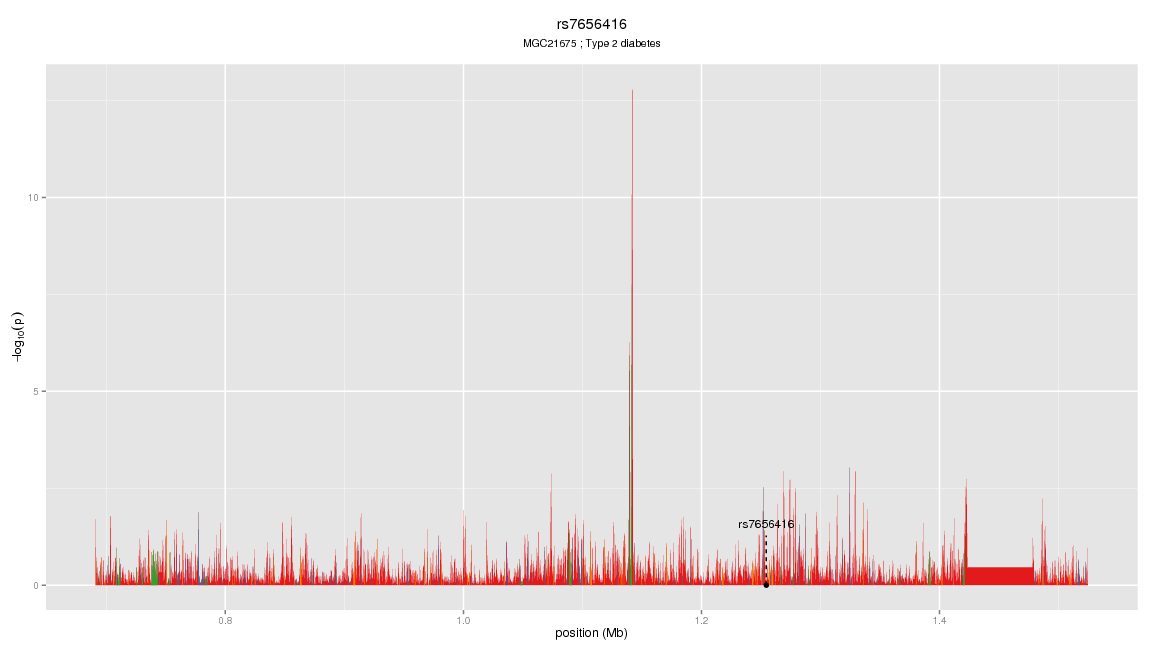 rs7656416
MGC21675 ; Type 2 diabetes
−log10(p)
10
5
0
rs7656416
0.8
1.0
1.2
1.4
position (Mb)